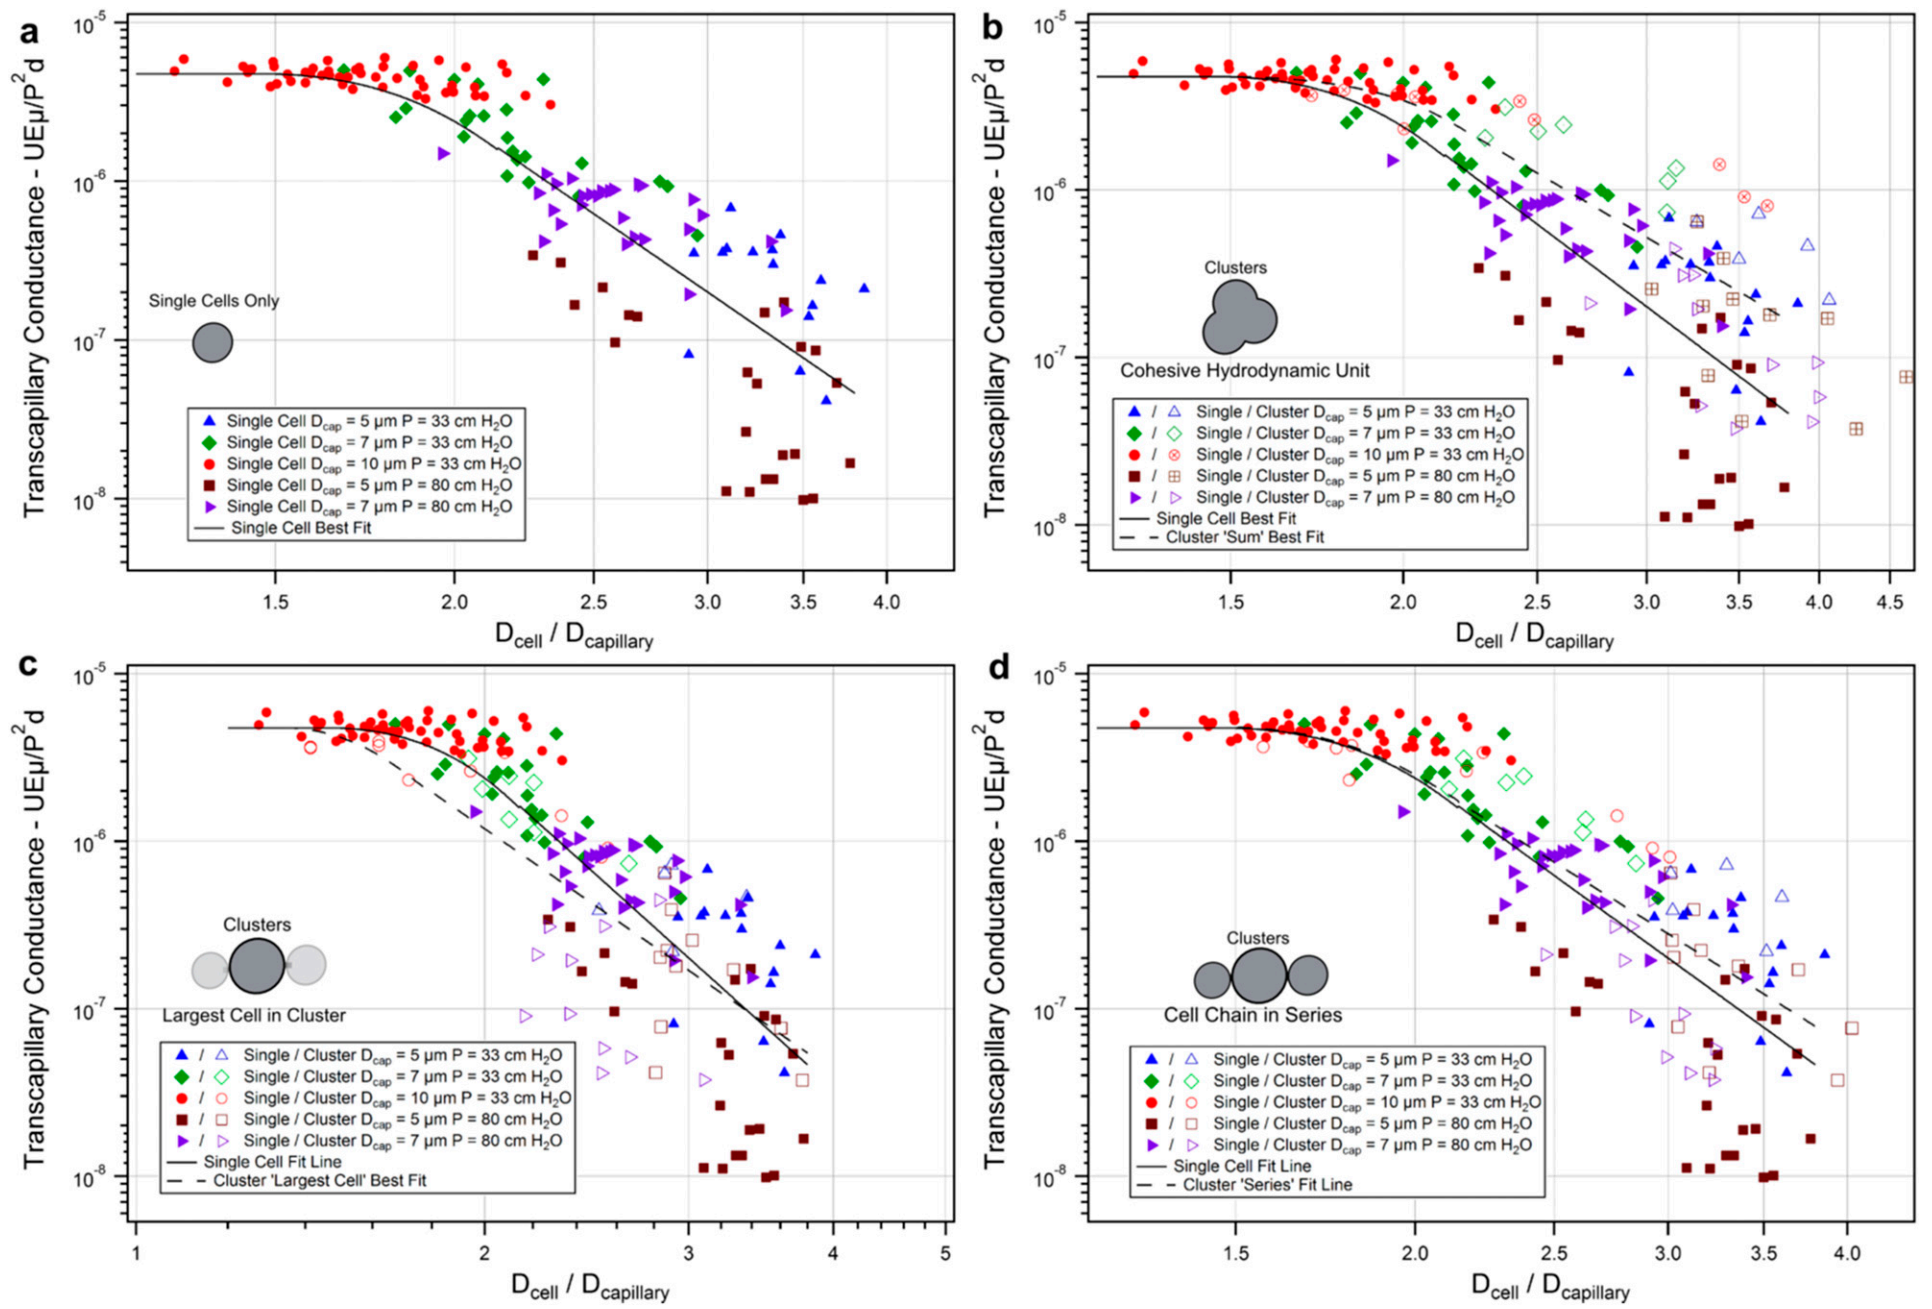 a
Transcapillary Conductance - UEμ/P²d
10⁻⁵
10⁻⁶
10⁻⁷
10⁻⁸
Single Cells Only
Single Cell D_cap = 5 μm P = 33 cm H₂O
Single Cell D_cap = 7 μm P = 33 cm H₂O
Single Cell D_cap = 10 μm P = 33 cm H₂O
Single Cell D_cap = 5 μm P = 80 cm H₂O
Single Cell D_cap = 7 μm P = 80 cm H₂O
Single Cell Best Fit
1.5 2.0 2.5 3.0 3.5 4.0
D_cell / D_capillary
b
Transcapillary Conductance - UEμ/P²d
10⁻⁵
10⁻⁶
10⁻⁷
10⁻⁸
Clusters
Cohesive Hydrodynamic Unit
/ Single / Cluster D_cap = 5 μm P = 33 cm H₂O
/ Single / Cluster D_cap = 7 μm P = 33 cm H₂O
/ Single / Cluster D_cap = 10 μm P = 33 cm H₂O
/ Single / Cluster D_cap = 5 μm P = 80 cm H₂O
/ Single / Cluster D_cap = 7 μm P = 80 cm H₂O
Single Cell Best Fit
Cluster 'Sum' Best Fit
1.5 2.0 2.5 3.0 3.5 4.0 4.5
D_cell / D_capillary
c
Transcapillary Conductance - UEμ/P²d
10⁻⁵
10⁻⁶
10⁻⁷
10⁻⁸
Clusters
Largest Cell in Cluster
/ Single / Cluster D_cap = 5 μm P = 33 cm H₂O
/ Single / Cluster D_cap = 7 μm P = 33 cm H₂O
/ Single / Cluster D_cap = 10 μm P = 33 cm H₂O
/ Single / Cluster D_cap = 5 μm P = 80 cm H₂O
/ Single / Cluster D_cap = 7 μm P = 80 cm H₂O
Single Cell Fit Line
Cluster 'Largest Cell' Best Fit
1 2 3 4 5
D_cell / D_capillary
d
Transcapillary Conductance - UEμ/P²d
10⁻⁵
10⁻⁶
10⁻⁷
10⁻⁸
Clusters
Cell Chain in Series
/ Single / Cluster D_cap = 5 μm P = 33 cm H₂O
/ Single / Cluster D_cap = 7 μm P = 33 cm H₂O
/ Single / Cluster D_cap = 10 μm P = 33 cm H₂O
/ Single / Cluster D_cap = 5 μm P = 80 cm H₂O
/ Single / Cluster D_cap = 7 μm P = 80 cm H₂O
Single Cell Fit Line
Cluster 'Series' Fit Line
1.5 2.0 2.5 3.0 3.5 4.0
D_cell / D_capillary